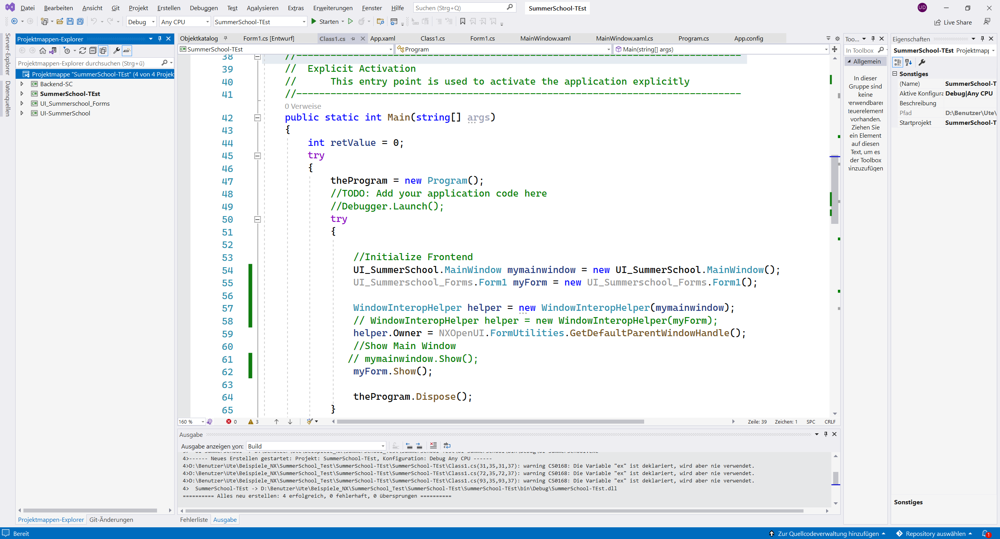 Datei Bearbeiten Ansicht Git Projekt Erstellen Debuggen Test Analysieren Extras Erweiterungen Fenster Hilfe Suchen (Strg+Q) SummerSchool-TEst UD
Debug Any CPU SummerSchool-TEst Starten Live Share
Server-Explorer
Datenquellen
Projektmappen-Explorer
Projektmappen-Explorer durchsuchen (Strg+ü)
Projektmappe "SummerSchool-TEst" (4 von 4 Projek
Backend-SC
SummerSchool-TEst
UI_Summerschool_Forms
UI-SummerSchool
Projektmappen-Explorer Git-Änderungen
Objektkatalog Form1.cs [Entwurf] Class1.cs App.xaml Class1.cs Form1.cs MainWindow.xaml MainWindow.xaml.cs Program.cs App.config
SummerSchool-TEst Program Main(string[] args)
38 //------------------------------------------------------------------------------
39 //  Explicit Activation
40 //      This entry point is used to activate the application explicitly
41 //------------------------------------------------------------------------------
0 Verweise
42 public static int Main(string[] args)
43 {
44 int retValue = 0;
45 try
46 {
47 theProgram = new Program();
48 //TODO: Add your application code here
49 //Debugger.Launch();
50 try
51 {
52
53 //Initialize Frontend
54 UI_SummerSchool.MainWindow mymainwindow = new UI_SummerSchool.MainWindow();
55 UI_Summerschool_Forms.Form1 myForm = new UI_Summerschool_Forms.Form1();
56
57 WindowInteropHelper helper = new WindowInteropHelper(mymainwindow);
58 // WindowInteropHelper helper = new WindowInteropHelper(myForm);
59 helper.Owner = NXOpenUI.FormUtilities.GetDefaultParentWindowHandle();
60 //Show Main Window
61 // mymainwindow.Show();
62 myForm.Show();
63
64 theProgram.Dispose();
65 }
160 % 0 3 Zeile: 39 Zeichen: 1 SPC CRLF
Ausgabe
Ausgabe anzeigen von: Build
4>------ Neues Erstellen gestartet: Projekt: SummerSchool-TEst, Konfiguration: Debug Any CPU ------
4>D:\Benutzer\Ute\Beispiele_NX\SummerSchool_Test\SummerSchool-TEst\SummerSchool-TEst\Class1.cs(31,35,31,37): warning CS0168: Die Variable "ex" ist deklariert, wird aber nie verwendet.
4>D:\Benutzer\Ute\Beispiele_NX\SummerSchool_Test\SummerSchool-TEst\SummerSchool-TEst\Class1.cs(72,35,72,37): warning CS0168: Die Variable "ex" ist deklariert, wird aber nie verwendet.
4>D:\Benutzer\Ute\Beispiele_NX\SummerSchool_Test\SummerSchool-TEst\SummerSchool-TEst\Class1.cs(93,35,93,37): warning CS0168: Die Variable "ex" ist deklariert, wird aber nie verwendet.
4>  SummerSchool-TEst -> D:\Benutzer\Ute\Beispiele_NX\SummerSchool_Test\SummerSchool-TEst\SummerSchool-TEst\bin\Debug\SummerSchool-TEst.dll
========== Alles neu erstellen: 4 erfolgreich, 0 fehlerhaft, 0 übersprungen ==========
Fehlerliste Ausgabe
Too...
In Toolbox
Allgemein
In dieser
Gruppe sind
keine
verwendbaren
teuerelement
vorhanden.
Ziehen Sie
ein Element
auf diesen
Text, um es
der Toolbox
hinzuzufügen
Eigenschaften
SummerSchool-TEst Projektmap
Sonstiges
(Name) SummerSchool-T
Aktive Konfigura Debug|Any CPU
Beschreibung
Pfad D:\Benutzer\Ute\
Startprojekt SummerSchool-T
Sonstiges
Bereit Zur Quellcodeverwaltung hinzufügen Repository auswählen 1